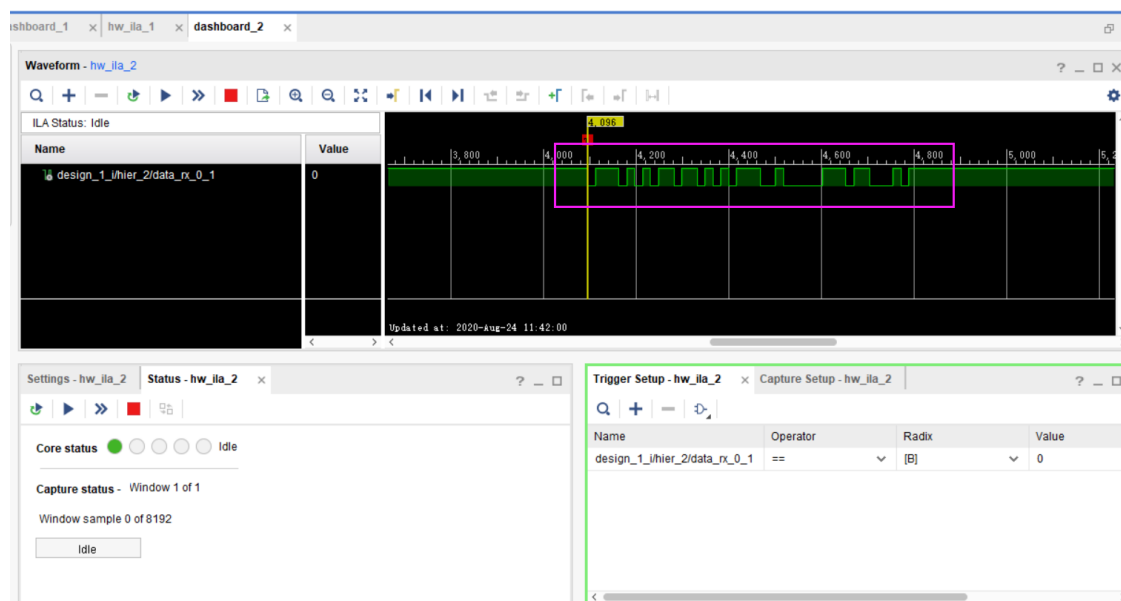 dashboard_1 hw_ila_1 dashboard_2
Waveform - hw_ila_2
ILA Status: Idle
Name Value
design_1_i/hier_2/data_rx_0_1 0
4,096
3,800 4,000 4,200 4,400 4,600 4,800 5,000
Updated at: 2020-Aug-24 11:42:00
Settings - hw_ila_2 Status - hw_ila_2
Core status Idle
Capture status - Window 1 of 1
Window sample 0 of 8192
Idle
Trigger Setup - hw_ila_2 Capture Setup - hw_ila_2
Name Operator Radix Value
design_1_i/hier_2/data_rx_0_1 == [B] 0